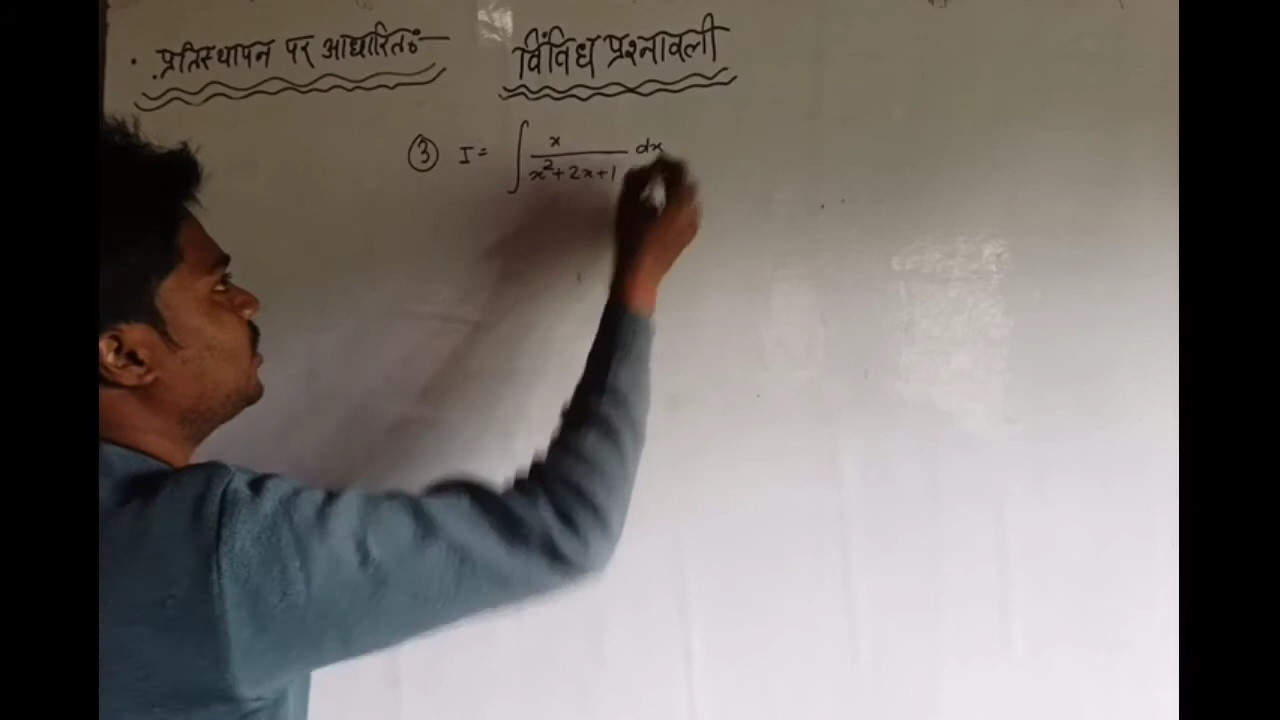 • प्रतिस्थापन पर आधारितः— विंविध प्रश्नावली
③ I = ∫ x/(x²+2x+1) dx